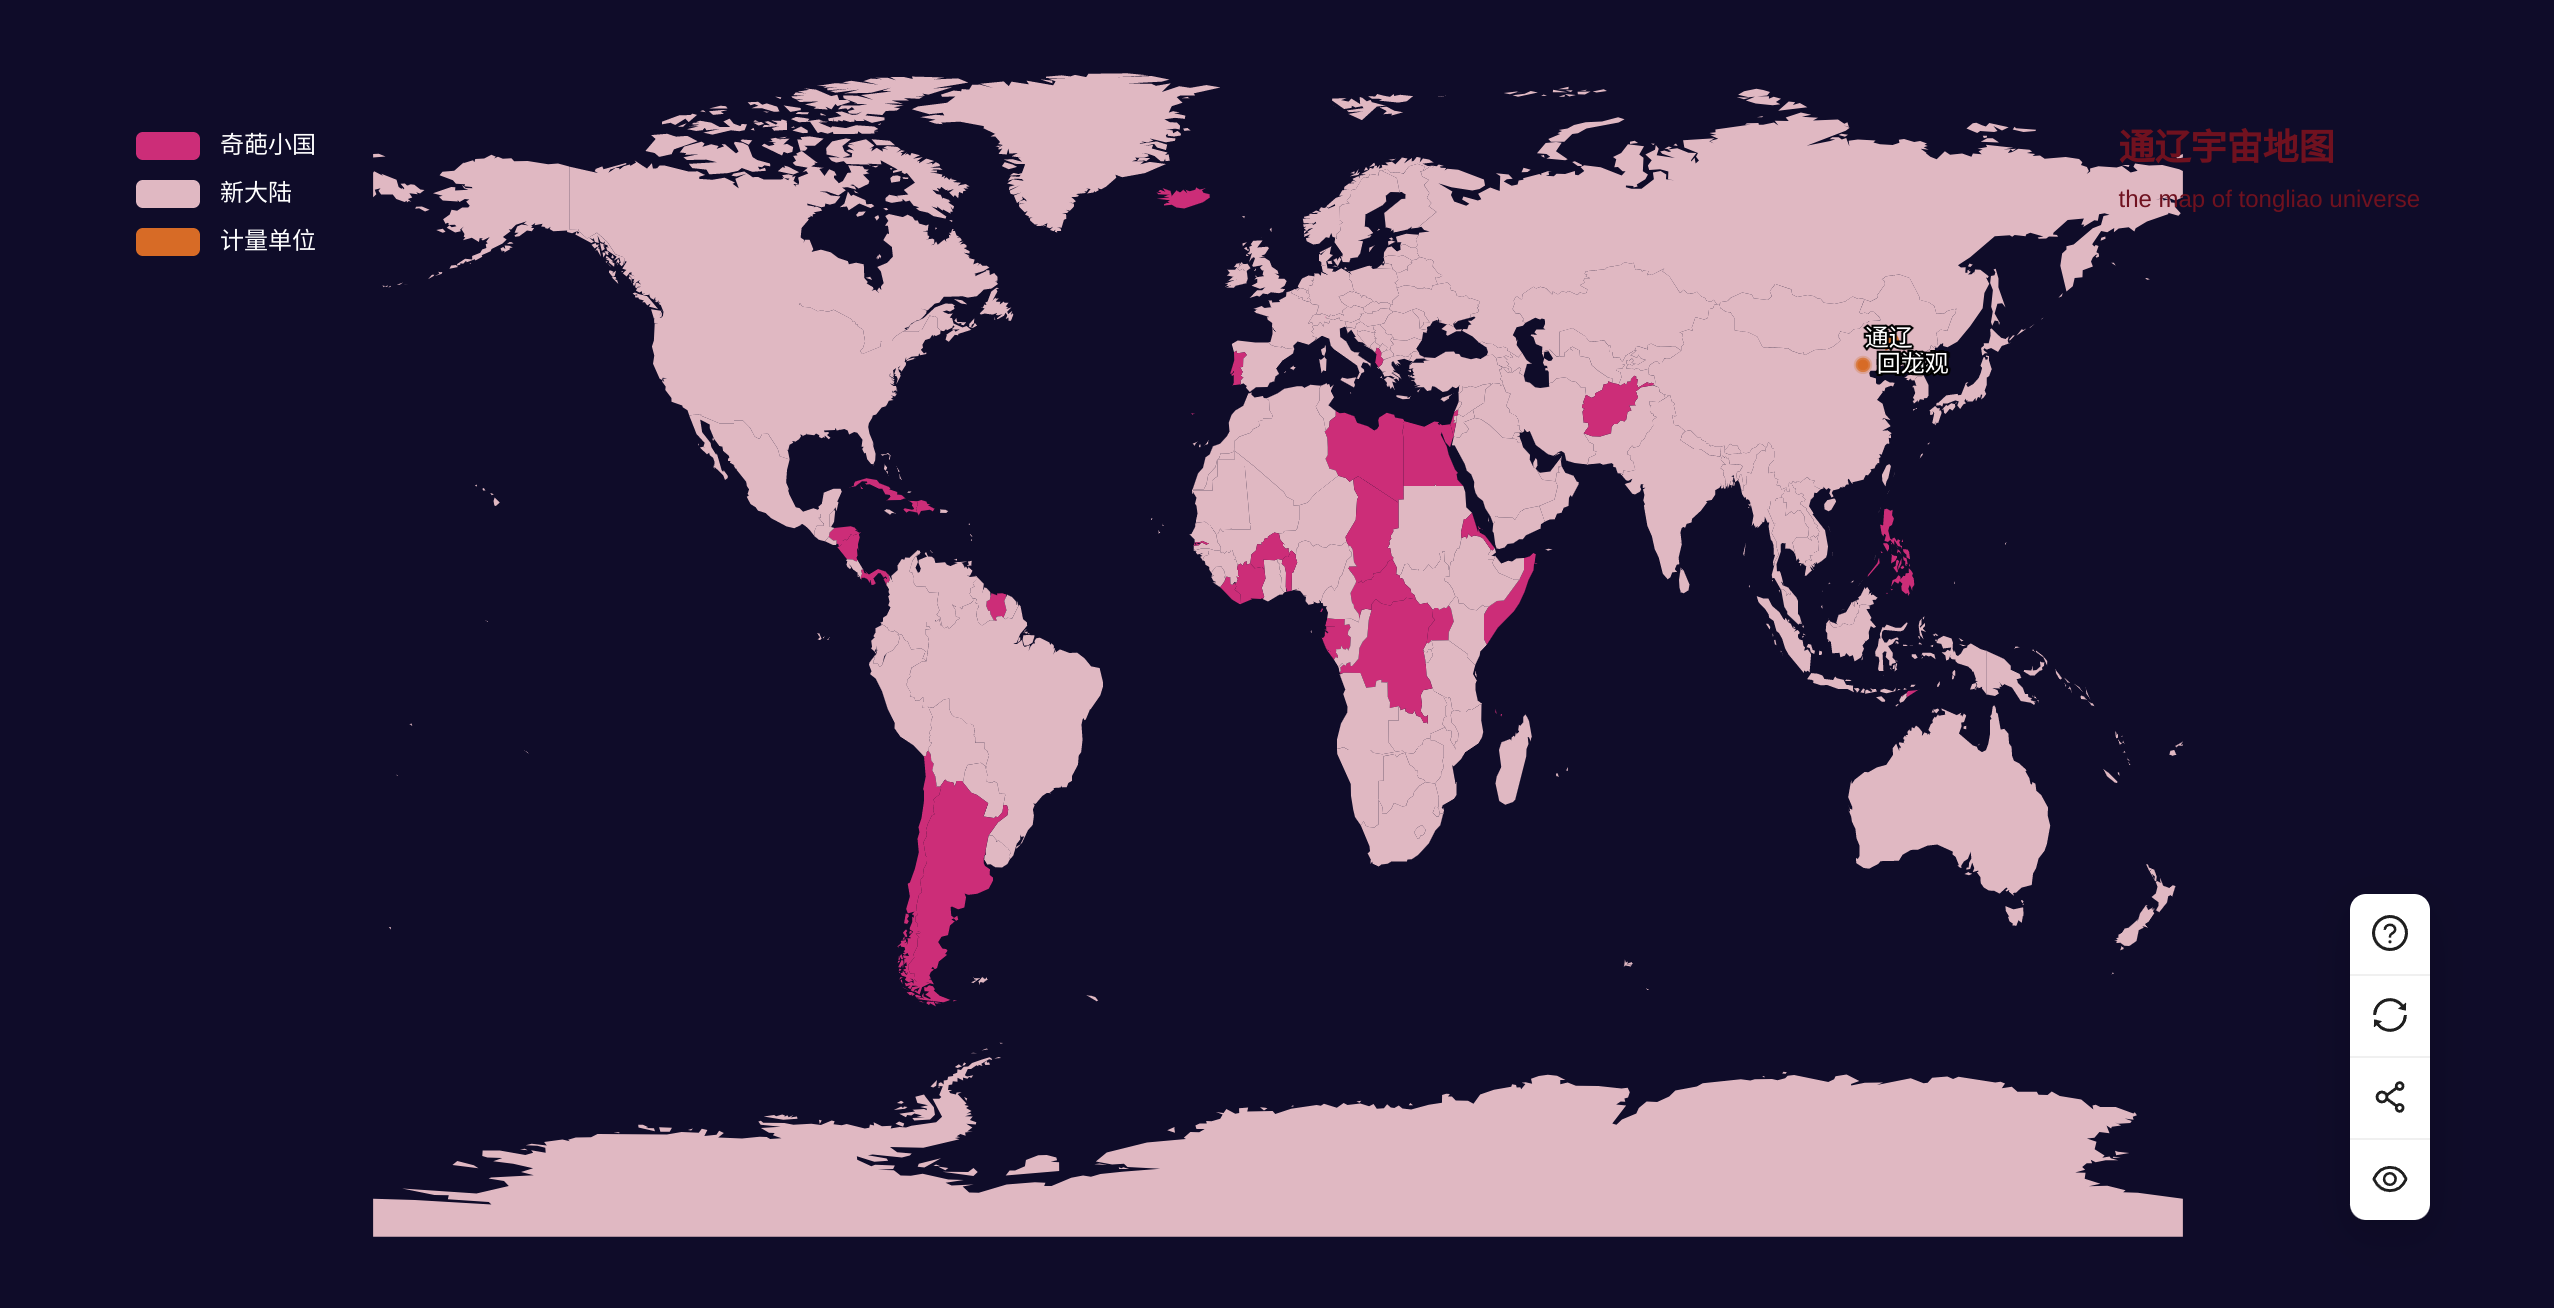 奇葩小国
新大陆
计量单位
通辽宇宙地图
the map of tongliao universe
通辽
回龙观